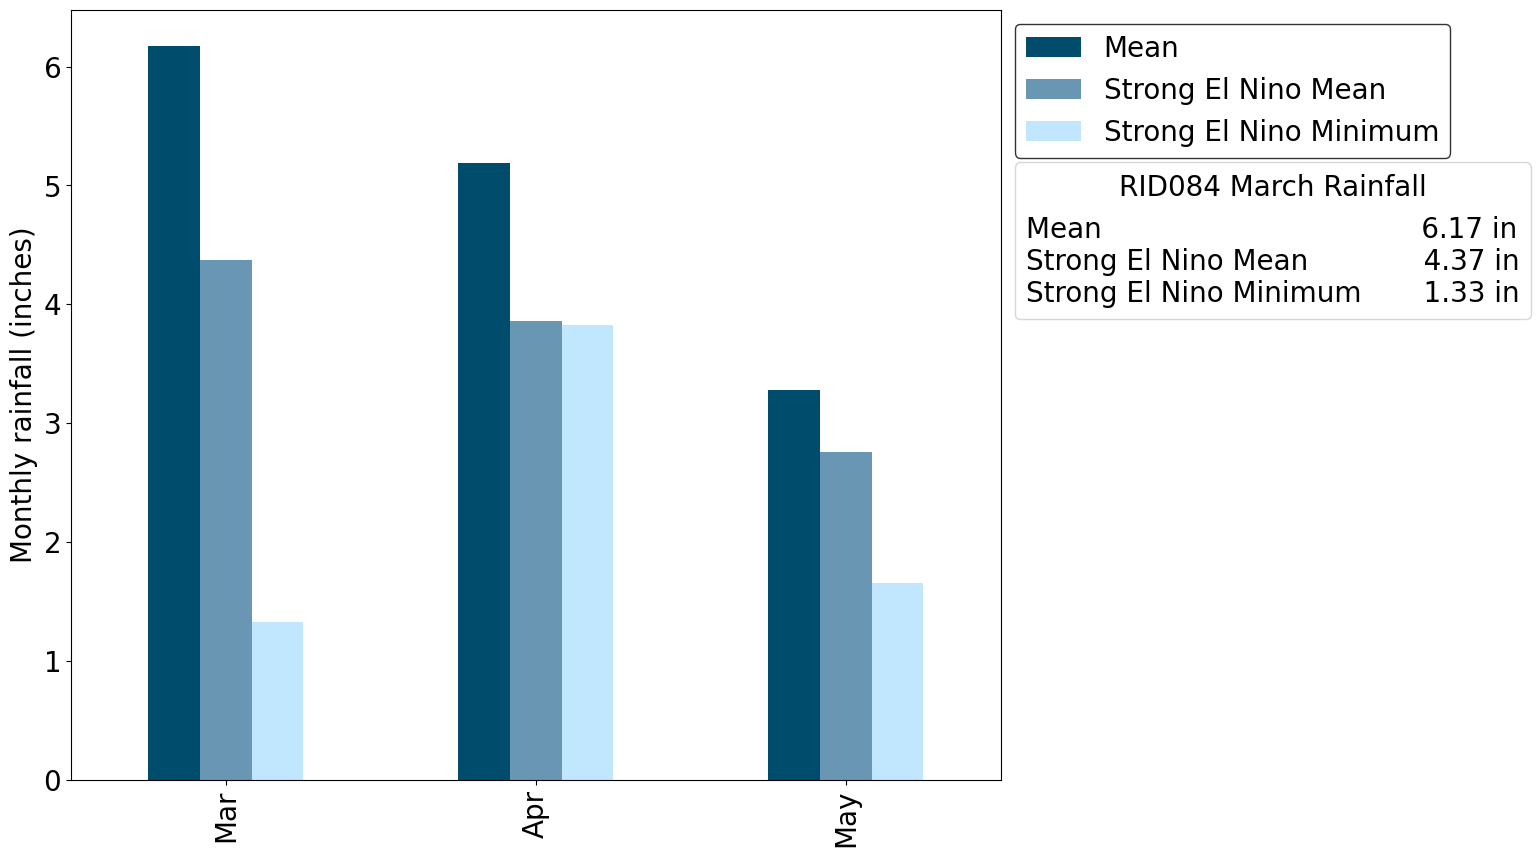 Monthly rainfall (inches)
6
5
4
3
2
1
0
Mar
Apr
May
Mean
Strong El Nino Mean
Strong El Nino Minimum
RID084 March Rainfall
Mean 6.17 in
Strong El Nino Mean 4.37 in
Strong El Nino Minimum 1.33 in